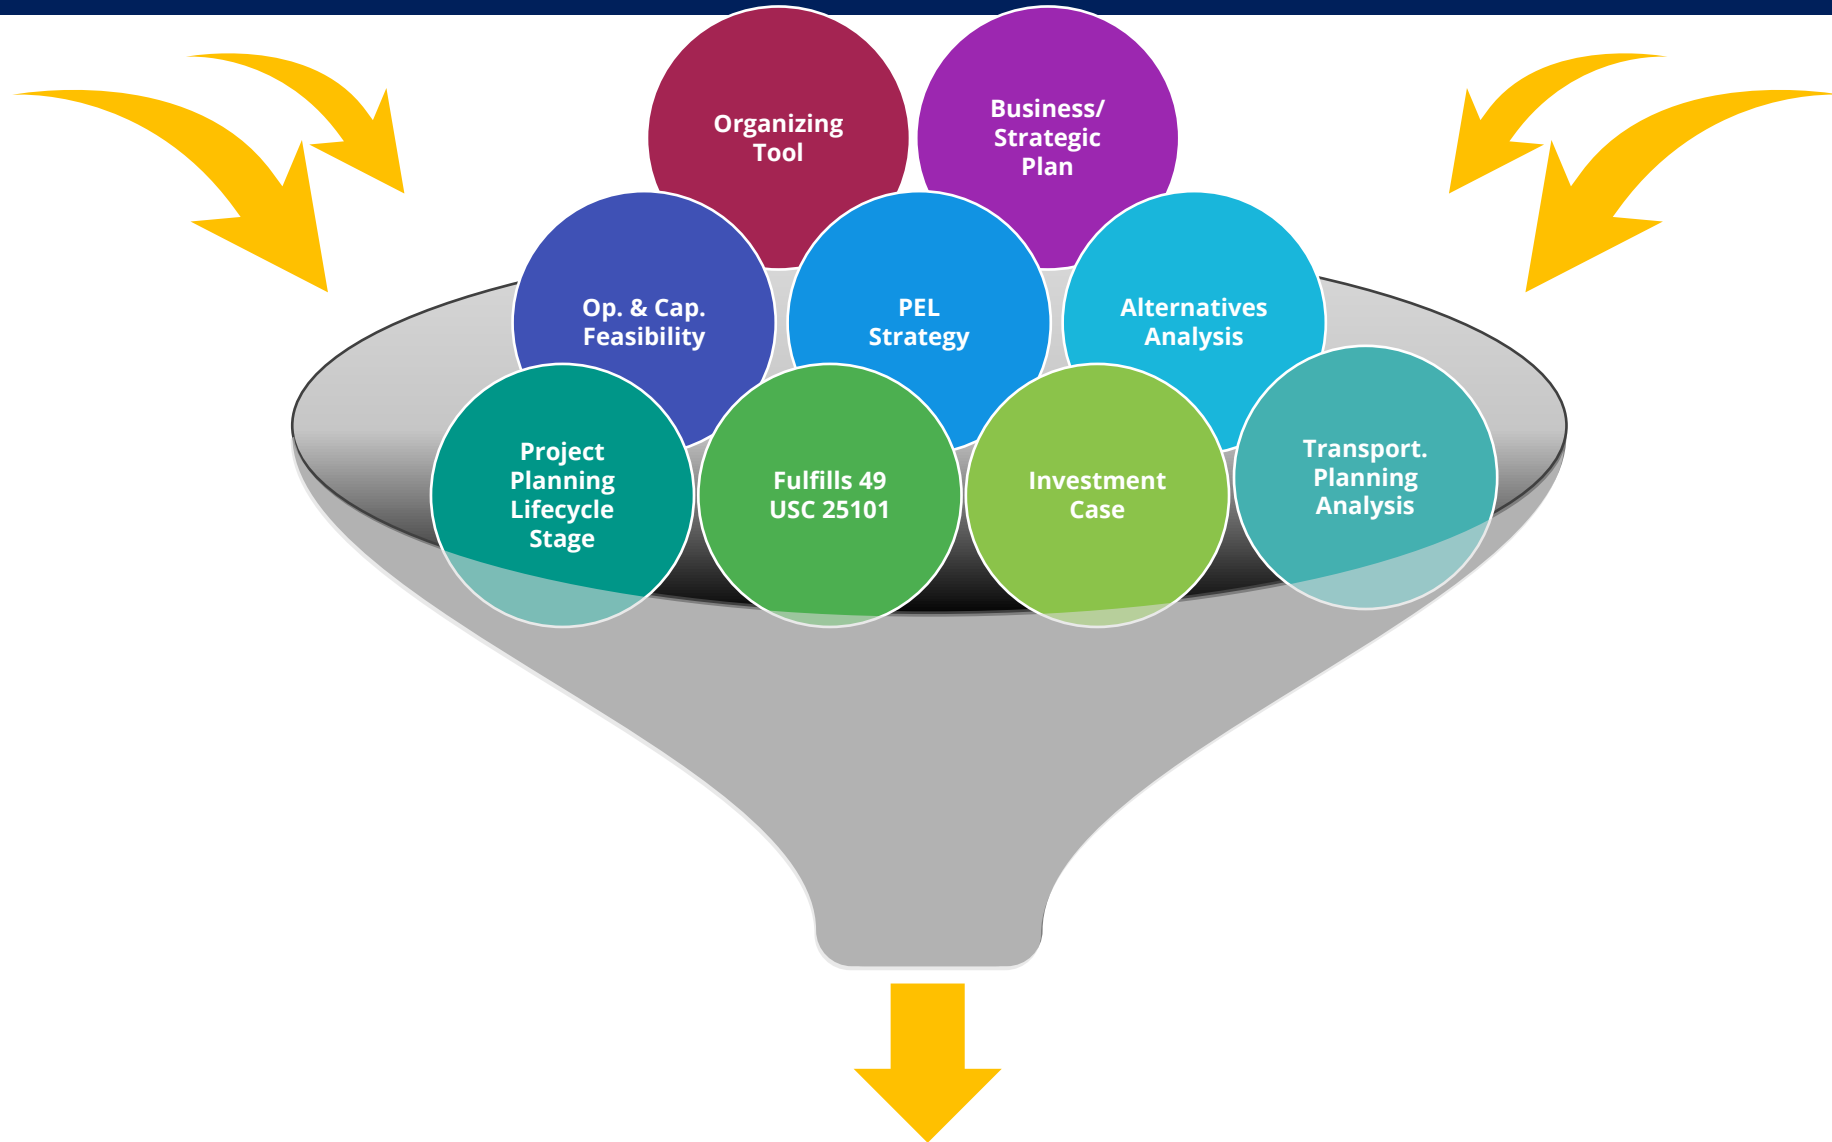 Organizing
Tool
Business/
Strategic
Plan
Op. & Cap.
Feasibility
PEL
Strategy
Alternatives
Analysis
Project
Planning
Lifecycle
Stage
Fulfills 49
USC 25101
Investment
Case
Transport.
Planning
Analysis